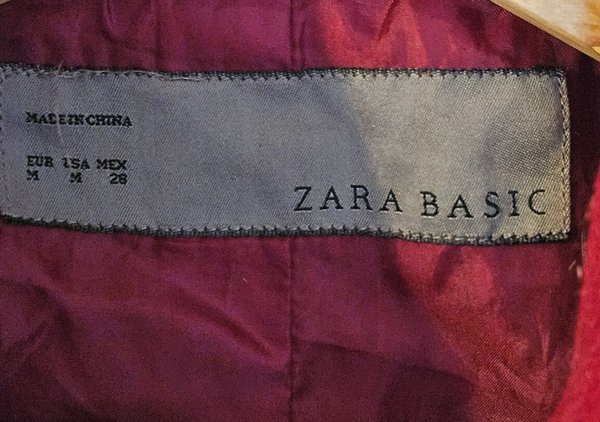 MADE IN CHINA
EUR USA MEX
M M 28
ZARA BASIC